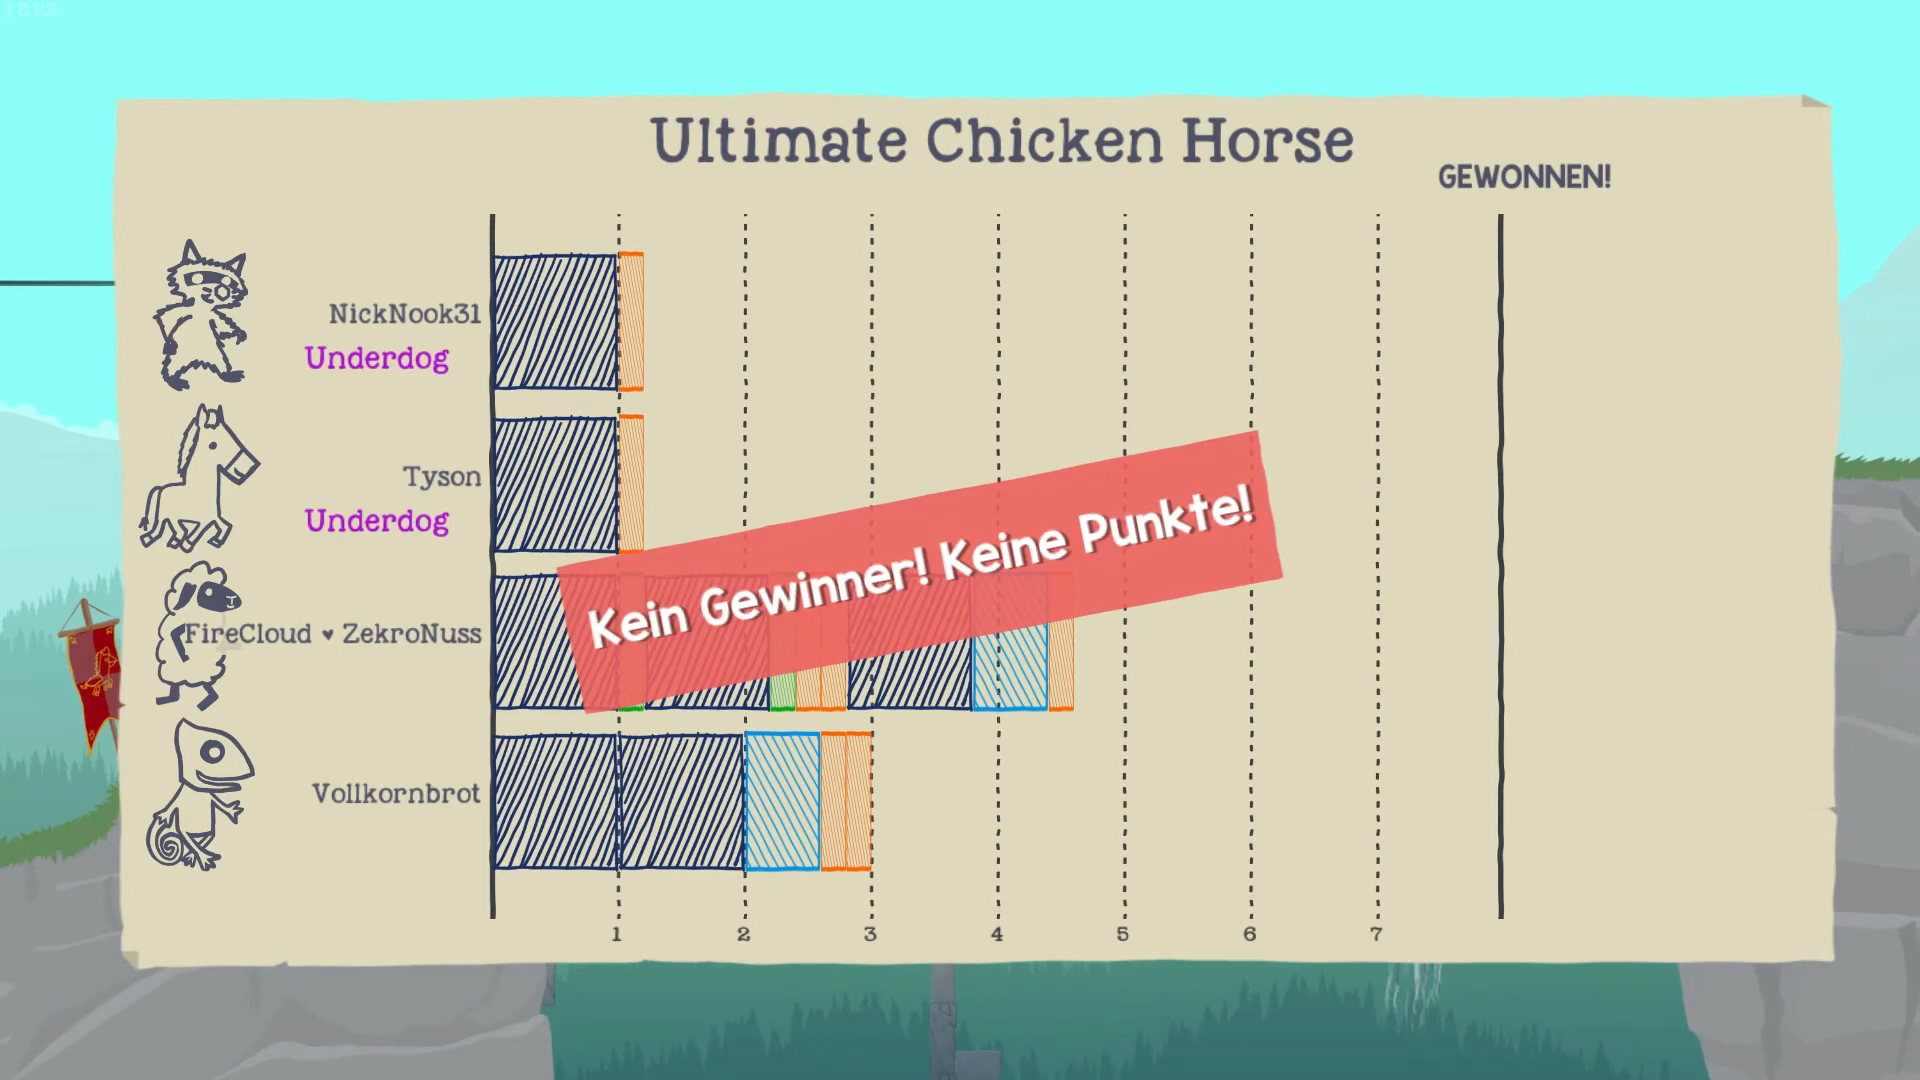 Ultimate Chicken Horse
GEWONNEN!
NickNook31
Underdog
Tyson
Underdog
Kein Gewinner! Keine Punkte!
FireCloud ♥ ZekroNuss
Vollkornbrot
1 2 3 4 5 6 7